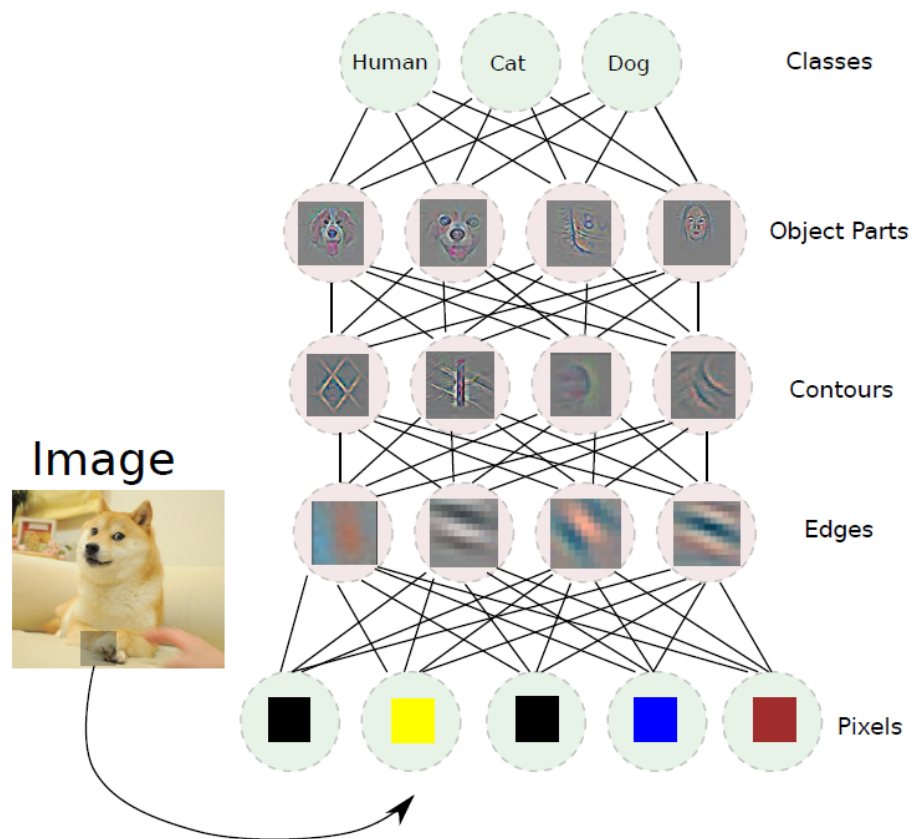 Human
Cat
Dog
Classes
Object Parts
Contours
Image
Edges
Pixels